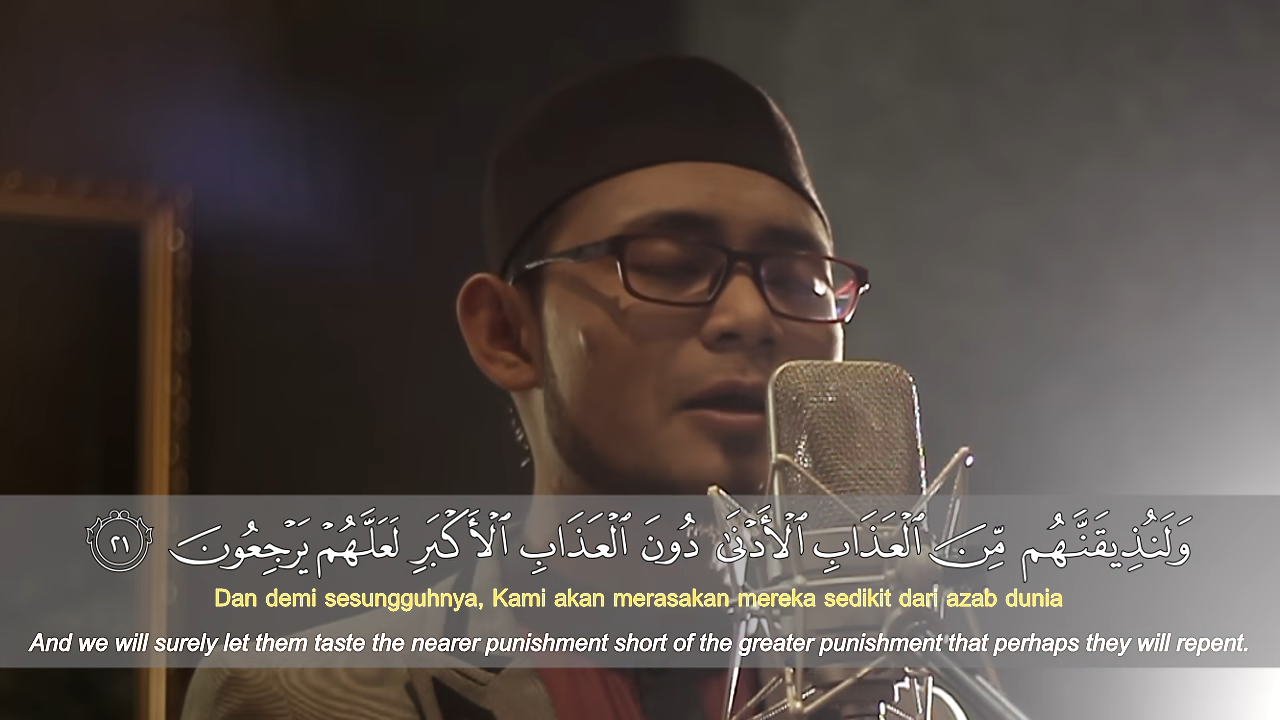 وَلَنُذِيقَنَّهُم مِّنَ ٱلْعَذَابِ ٱلْأَدْنَىٰ دُونَ ٱلْعَذَابِ ٱلْأَكْبَرِ لَعَلَّهُمْ يَرْجِعُونَ ٢١
Dan demi sesungguhnya, Kami akan merasakan mereka sedikit dari azab dunia
And we will surely let them taste the nearer punishment short of the greater punishment that perhaps they will repent.